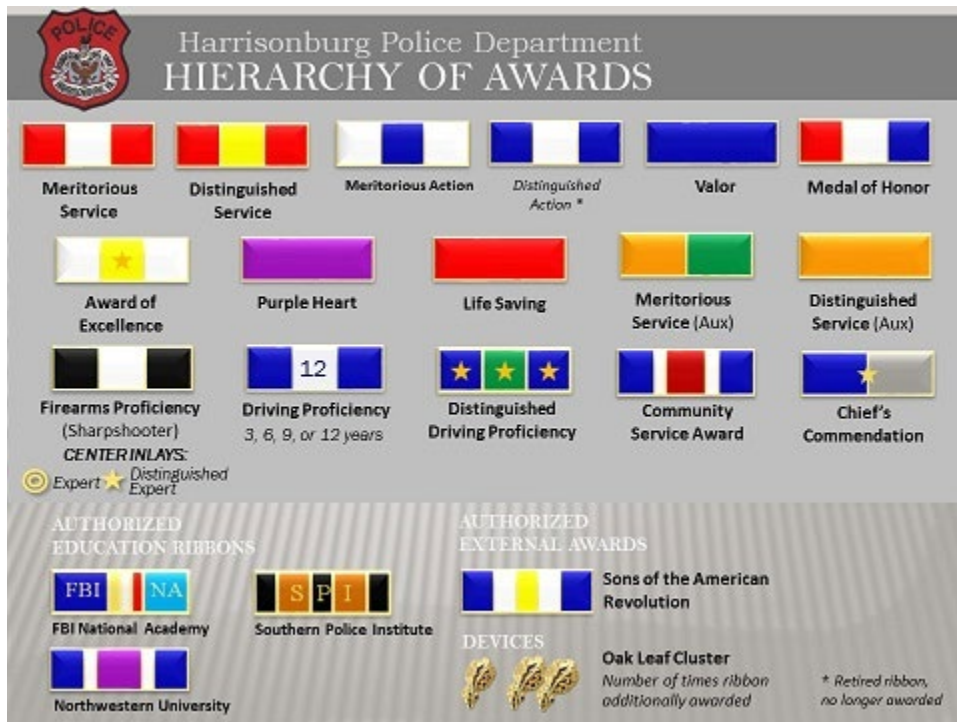 POLICE
Harrisonburg Police Department
HIERARCHY OF AWARDS
Meritorious
Service
Distinguished
Service
Meritorious Action
Distinguished
Action *
Valor
Medal of Honor
Award of
Excellence
Purple Heart
Life Saving
Meritorious
Service (Aux)
Distinguished
Service (Aux)
Firearms Proficiency
(Sharpshooter)
CENTER INLAYS:
Expert
Distinguished
Expert
12
Driving Proficiency
3, 6, 9, or 12 years
Distinguished
Driving Proficiency
Community
Service Award
Chief's
Commendation
AUTHORIZED
EDUCATION RIBBONS
FBI NA
FBI National Academy
S P I
Southern Police Institute
Northwestern University
AUTHORIZED
EXTERNAL AWARDS
Sons of the American
Revolution
DEVICES
Oak Leaf Cluster
Number of times ribbon
additionally awarded
* Retired ribbon,
no longer awarded